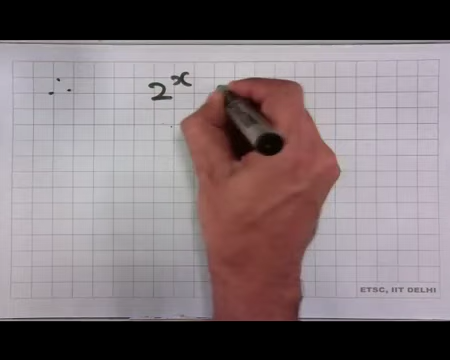 ∴ 2^x
ETSC, IIT DELHI